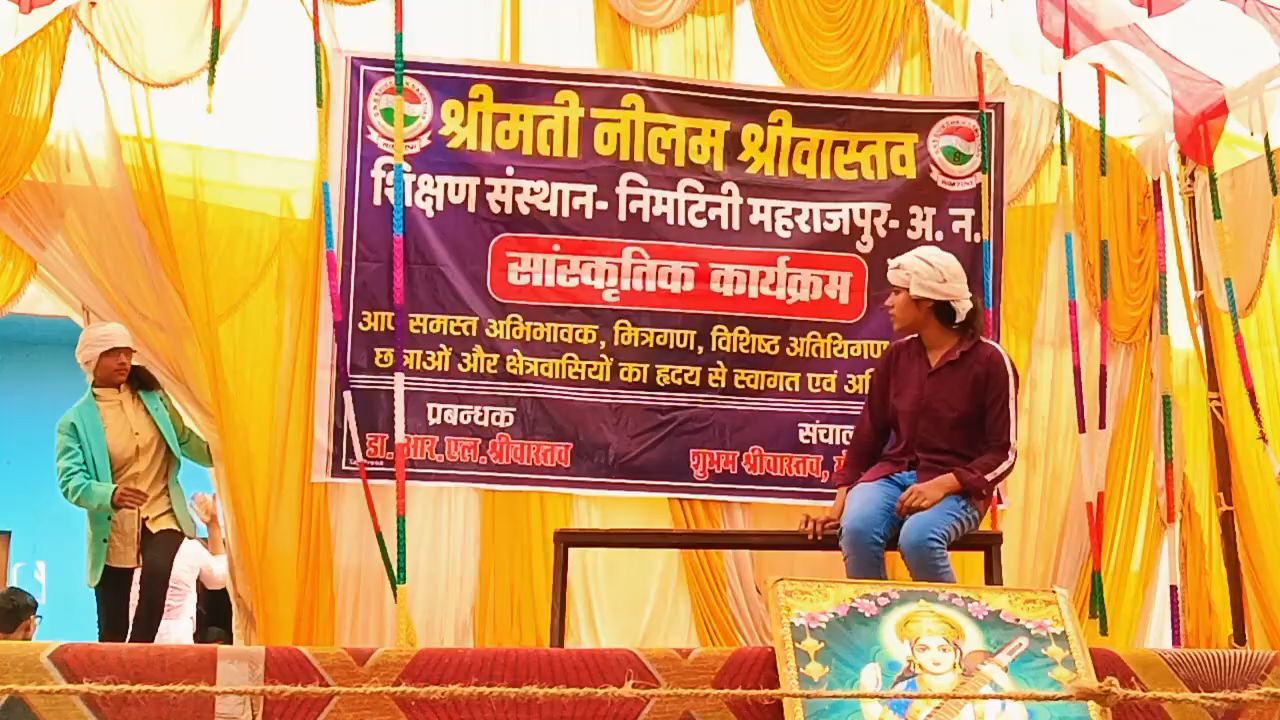 श्रीमती नीलम श्रीवास्तव
शिक्षण संस्थान- निमटिनी महराजपुर- अ. न.
सांस्कृतिक कार्यक्रम
आप समस्त अभिभावक, मित्रगण, विशिष्ट अतिथिगण
छात्राओं और क्षेत्रवासियों का हृदय से स्वागत एवं
प्रबन्धक
डा. आर. एल. श्रीवास्तव
शुभम श्रीवास्तव,